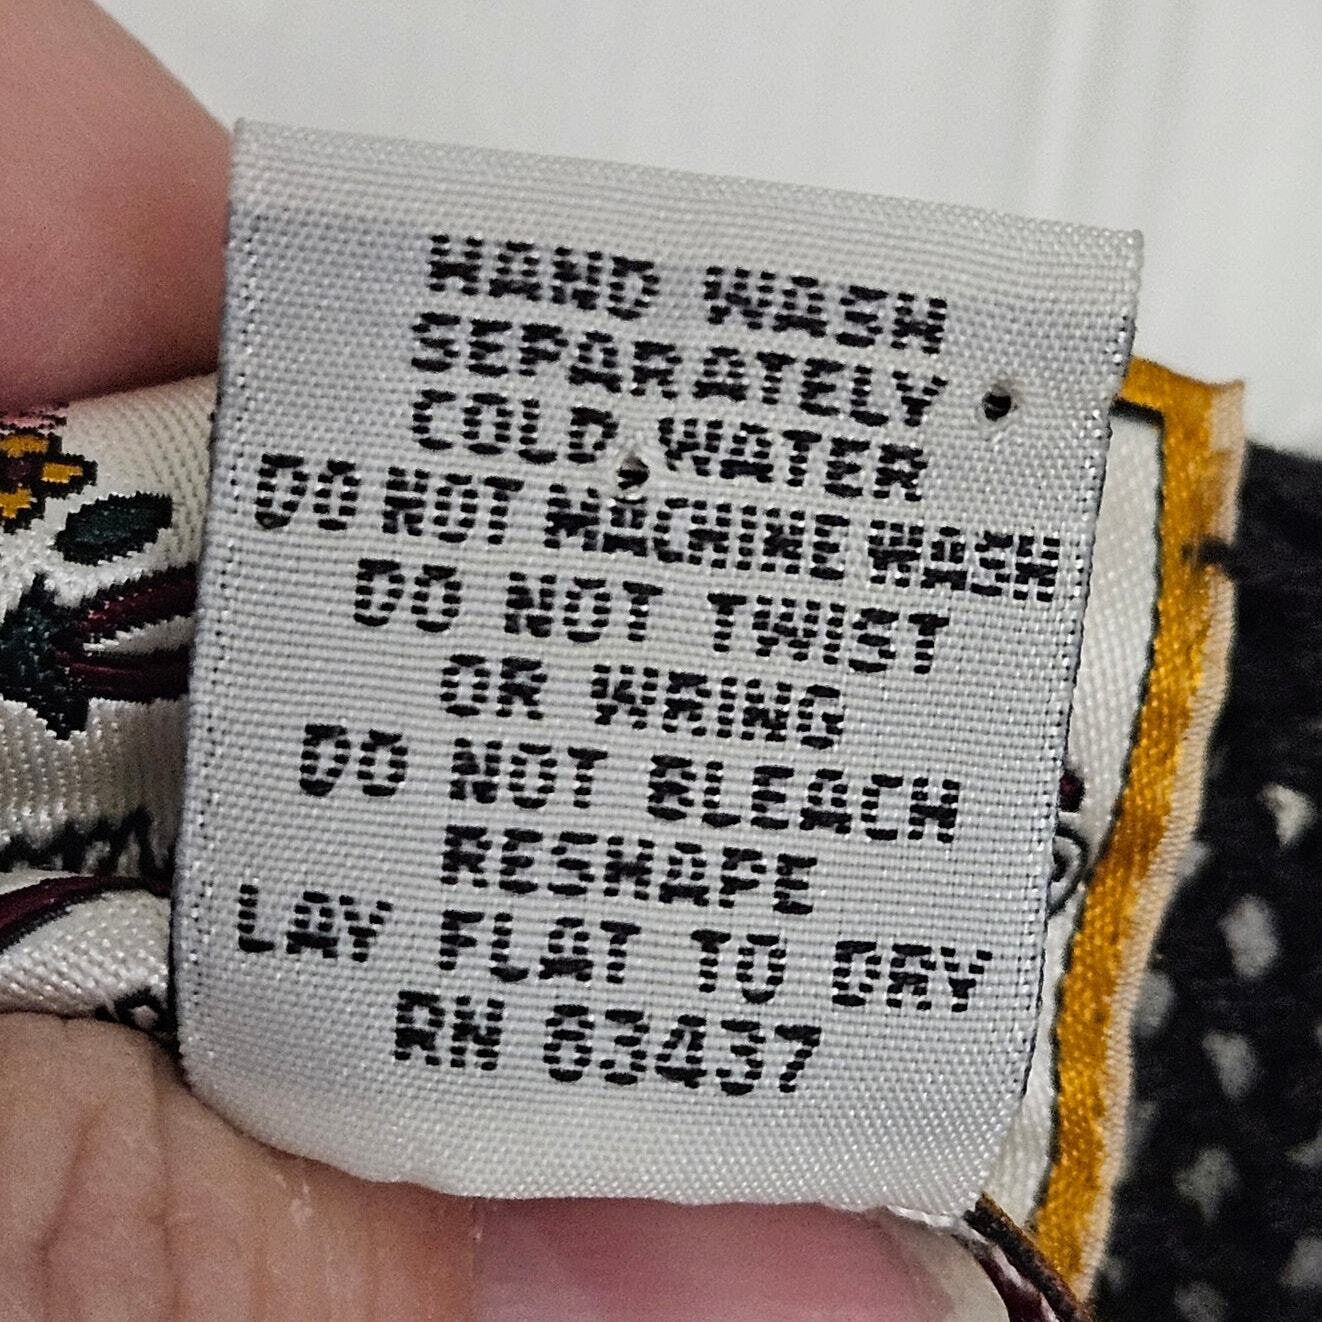 HAND WASH
SEPARATELY
COLD WATER
DO NOT MACHINE WASH
DO NOT TWIST
OR WRING
DO NOT BLEACH
RESHAPE
LAY FLAT TO DRY
RN 83437